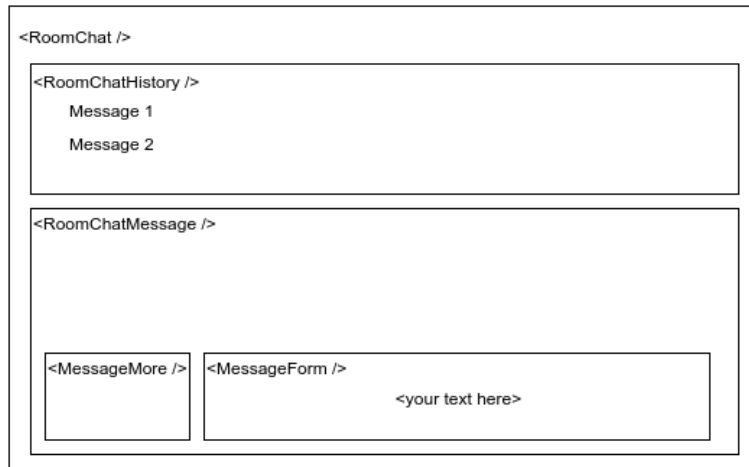 <RoomChat />
<RoomChatHistory />
Message 1
Message 2
<RoomChatMessage />
<MessageMore />
<MessageForm />
<your text here>